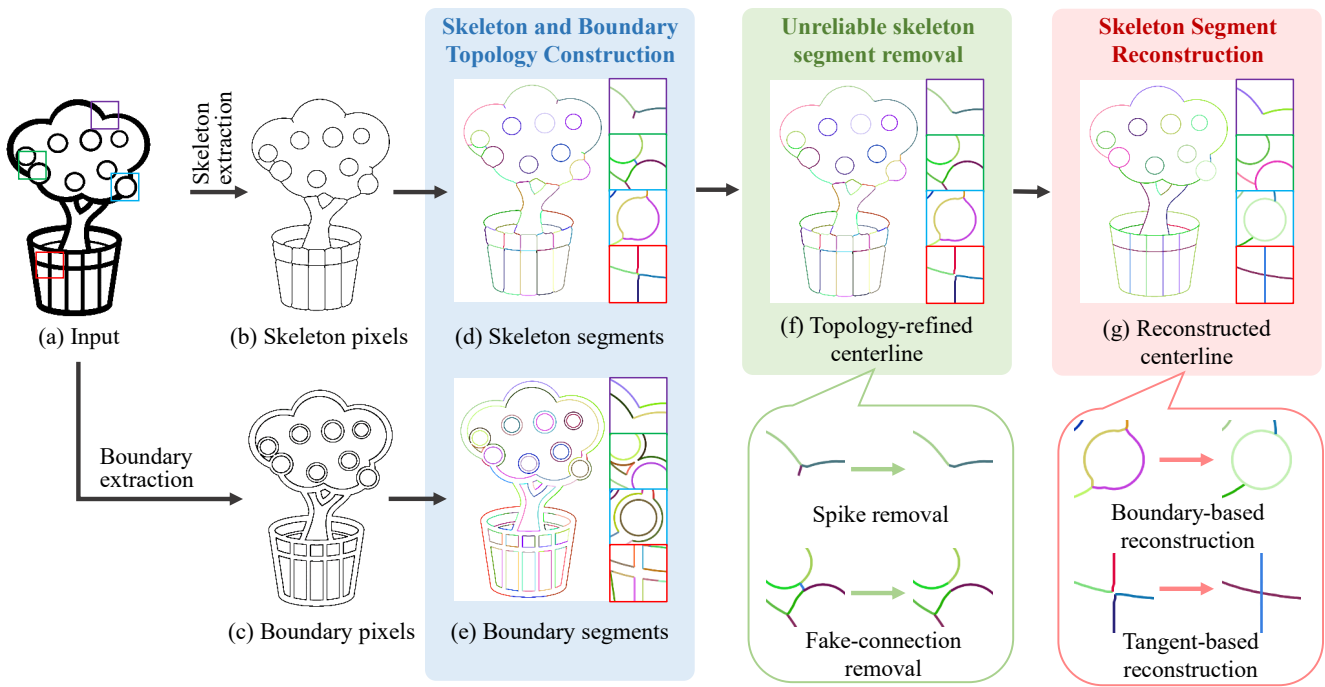 Skeleton and Boundary
Topology Construction
Unreliable skeleton
segment removal
Skeleton Segment
Reconstruction
Skeleton
extraction
(a) Input
(b) Skeleton pixels
(d) Skeleton segments
(f) Topology-refined
centerline
(g) Reconstructed
centerline
Boundary
extraction
(c) Boundary pixels
(e) Boundary segments
Spike removal
Fake-connection
removal
Boundary-based
reconstruction
Tangent-based
reconstruction